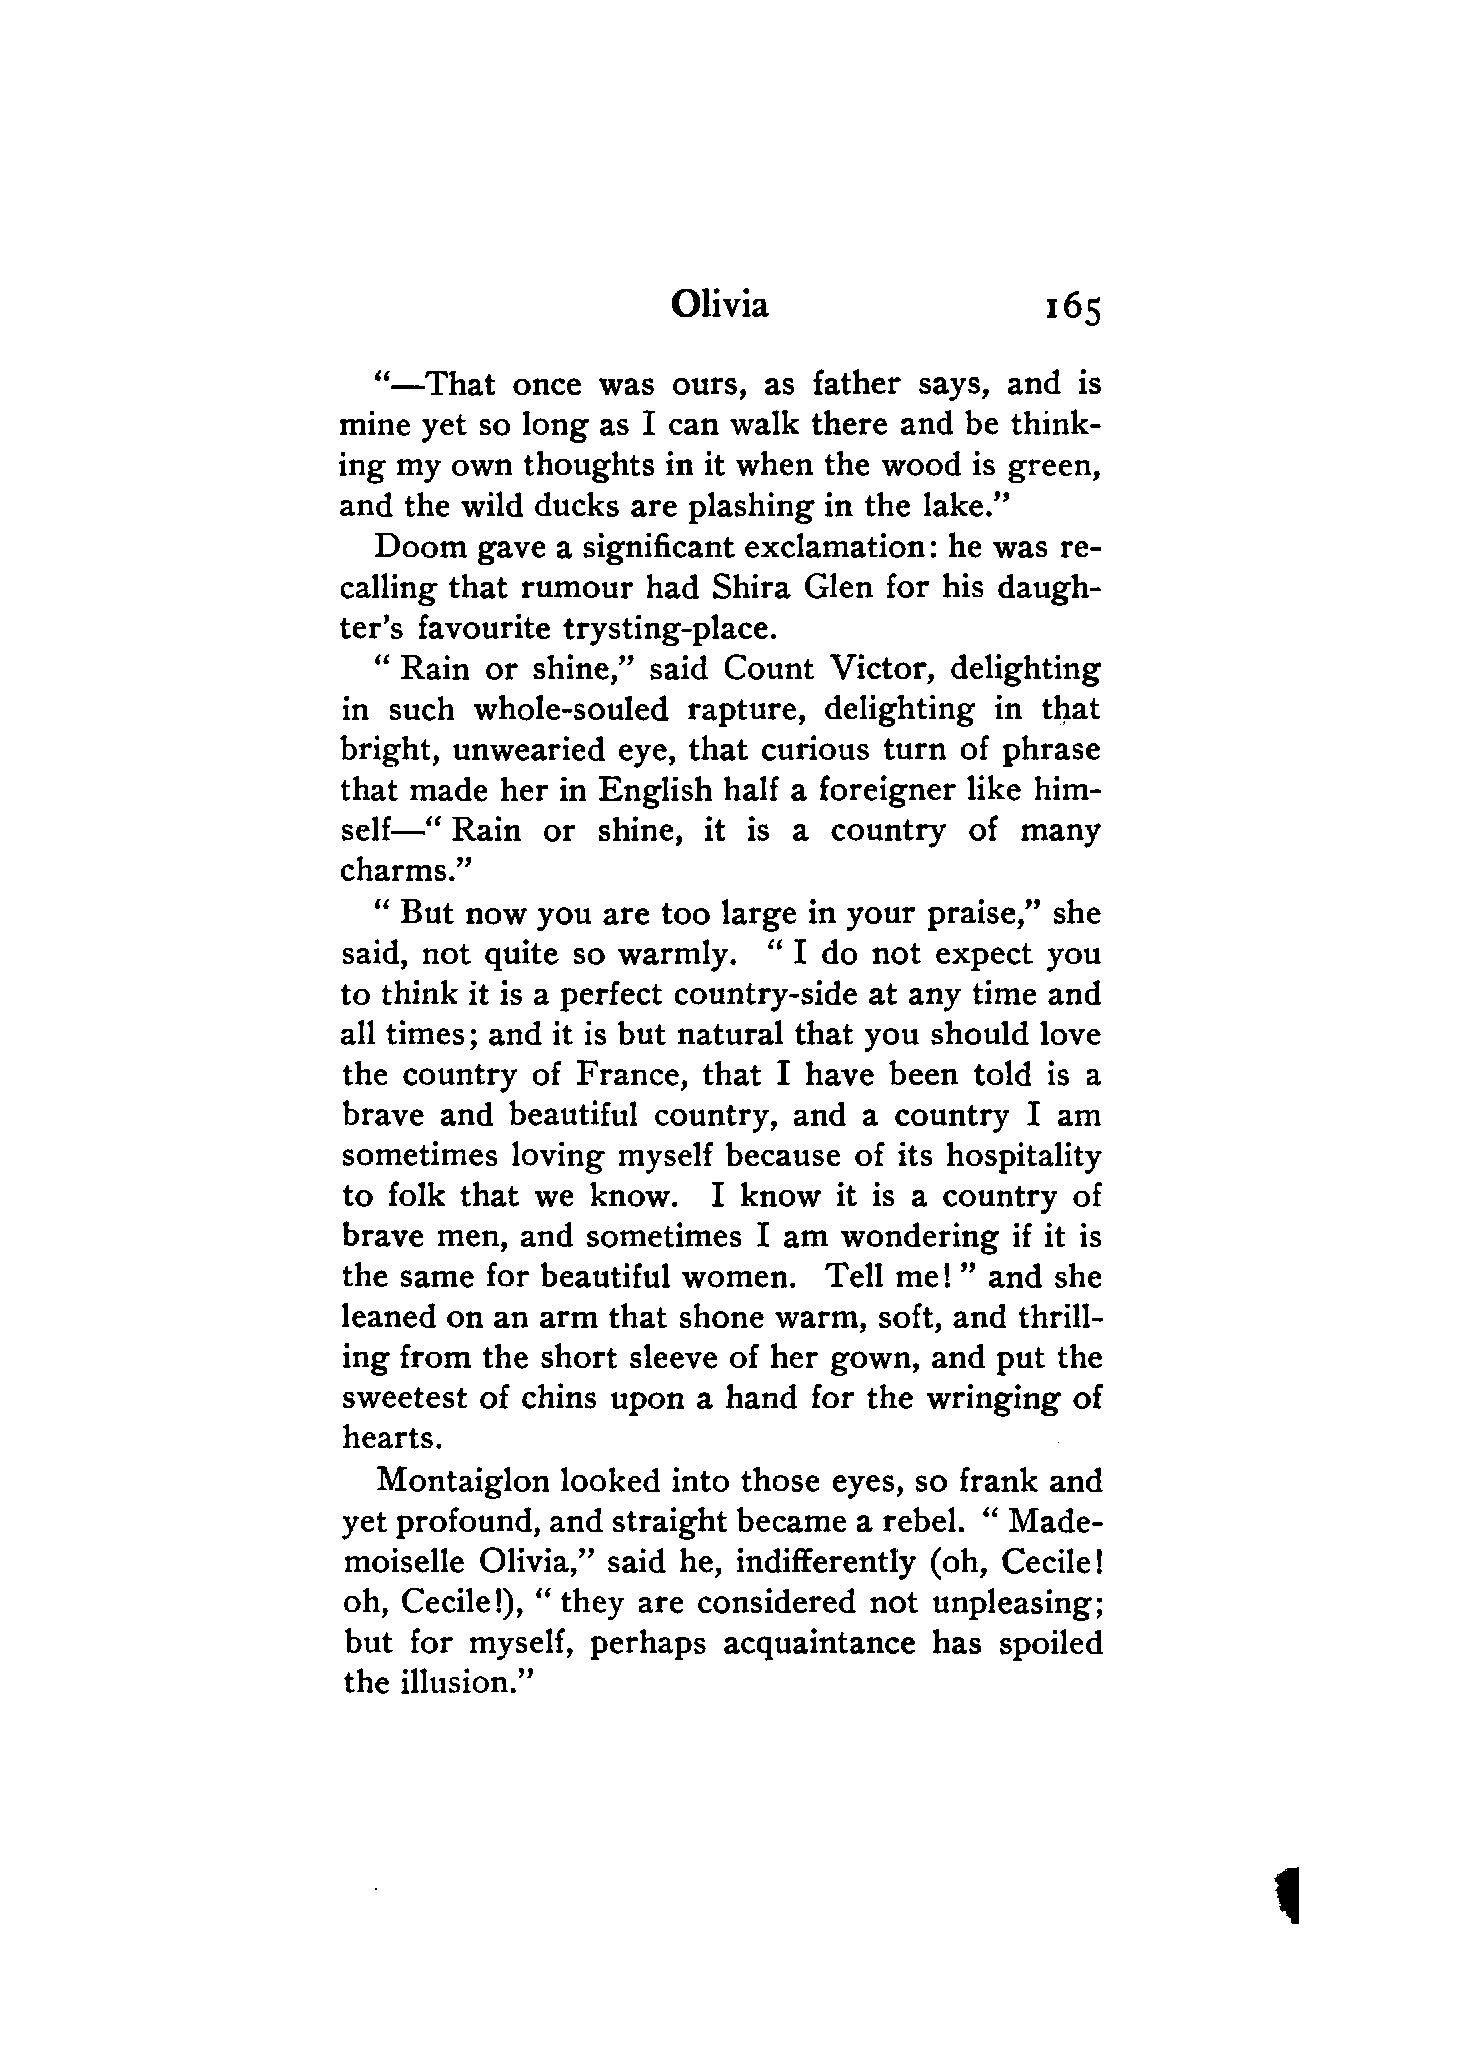 Olivia 165
"—That once was ours, as father says, and is
mine yet so long as I can walk there and be think-
ing my own thoughts in it when the wood is green,
and the wild ducks are plashing in the lake."
Doom gave a significant exclamation: he was re-
calling that rumour had Shira Glen for his daugh-
ter's favourite trysting-place.
" Rain or shine," said Count Victor, delighting
in such whole-souled rapture, delighting in that
bright, unwearied eye, that curious turn of phrase
that made her in English half a foreigner like him-
self—" Rain or shine, it is a country of many
charms."
" But now you are too large in your praise," she
said, not quite so warmly. " I do not expect you
to think it is a perfect country-side at any time and
all times; and it is but natural that you should love
the country of France, that I have been told is a
brave and beautiful country, and a country I am
sometimes loving myself because of its hospitality
to folk that we know. I know it is a country of
brave men, and sometimes I am wondering if it is
the same for beautiful women. Tell me! " and she
leaned on an arm that shone warm, soft, and thrill-
ing from the short sleeve of her gown, and put the
sweetest of chins upon a hand for the wringing of
hearts.
Montaiglon looked into those eyes, so frank and
yet profound, and straight became a rebel. " Made-
moiselle Olivia," said he, indifferently (oh, Cecile!
oh, Cecile!), " they are considered not unpleasing;
but for myself, perhaps acquaintance has spoiled
the illusion."